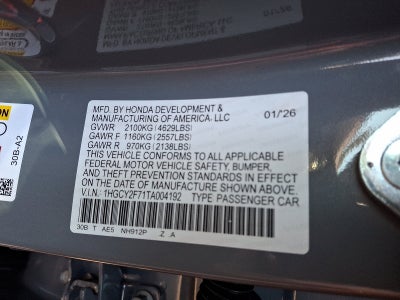 MFD. BY HONDA DEVELOPMENT &
MANUFACTURING OF AMERICA, LLC
01/26
GVWR 2100KG(4629LBS)
GAWR F 1160KG(2557LBS)
GAWR R 970KG(2138LBS)
THIS VEHICLE CONFORMS TO ALL APPLICABLE
FEDERAL MOTOR VEHICLE SAFETY, BUMPER,
AND THEFT PREVENTION STANDARDS IN EFFECT
ON THE DATE OF MANUFACTURE SHOWN ABOVE.
V.I.N.: 1HGCY2F71TA004192 TYPE PASSENGER CAR
30B T AE5 NH912P .Z .A
30B-A2